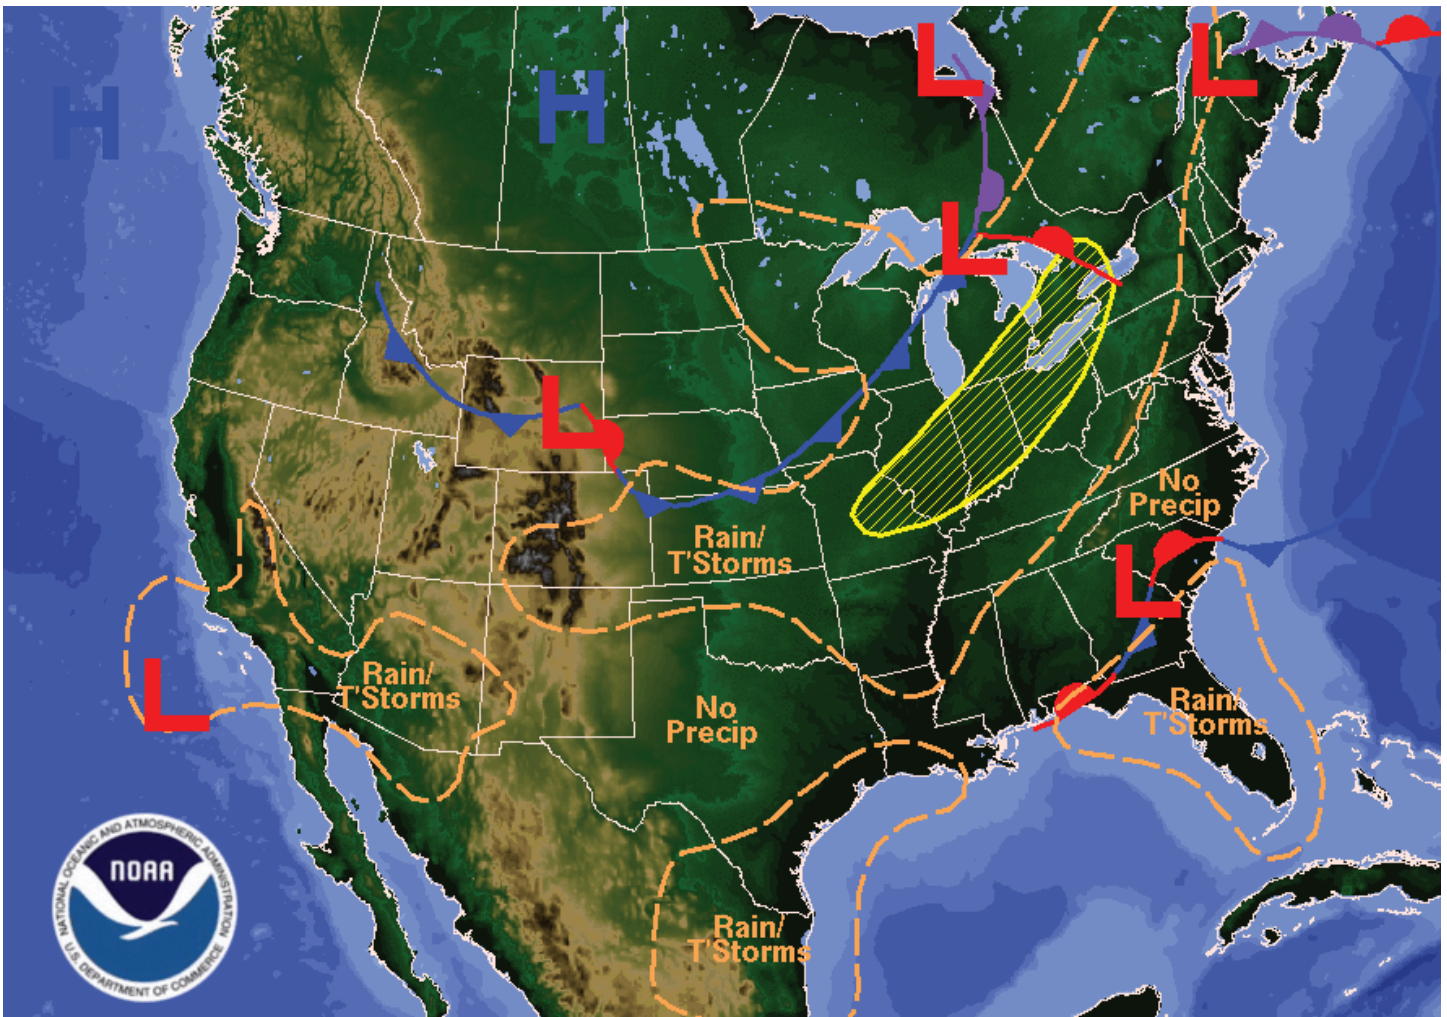 H
H
L
L
L
L
No
Precip
Rain/
T'Storms
L
Rain/
T'Storms
L
No
Precip
Rain/
T'Storms
Rain/
T'Storms
NATIONAL OCEANIC AND ATMOSPHERIC ADMINISTRATION
NOAA
U.S. DEPARTMENT OF COMMERCE